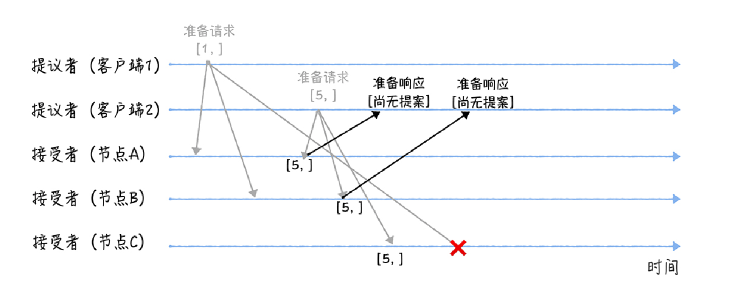 准备请求
[1, ]
提议者（客户端1）
准备请求
[5, ]
准备响应
[尚无提案]
准备响应
[尚无提案]
提议者（客户端2）
接受者（节点A）
[5, ]
接受者（节点B）
[5, ]
接受者（节点C）
[5, ]
时间